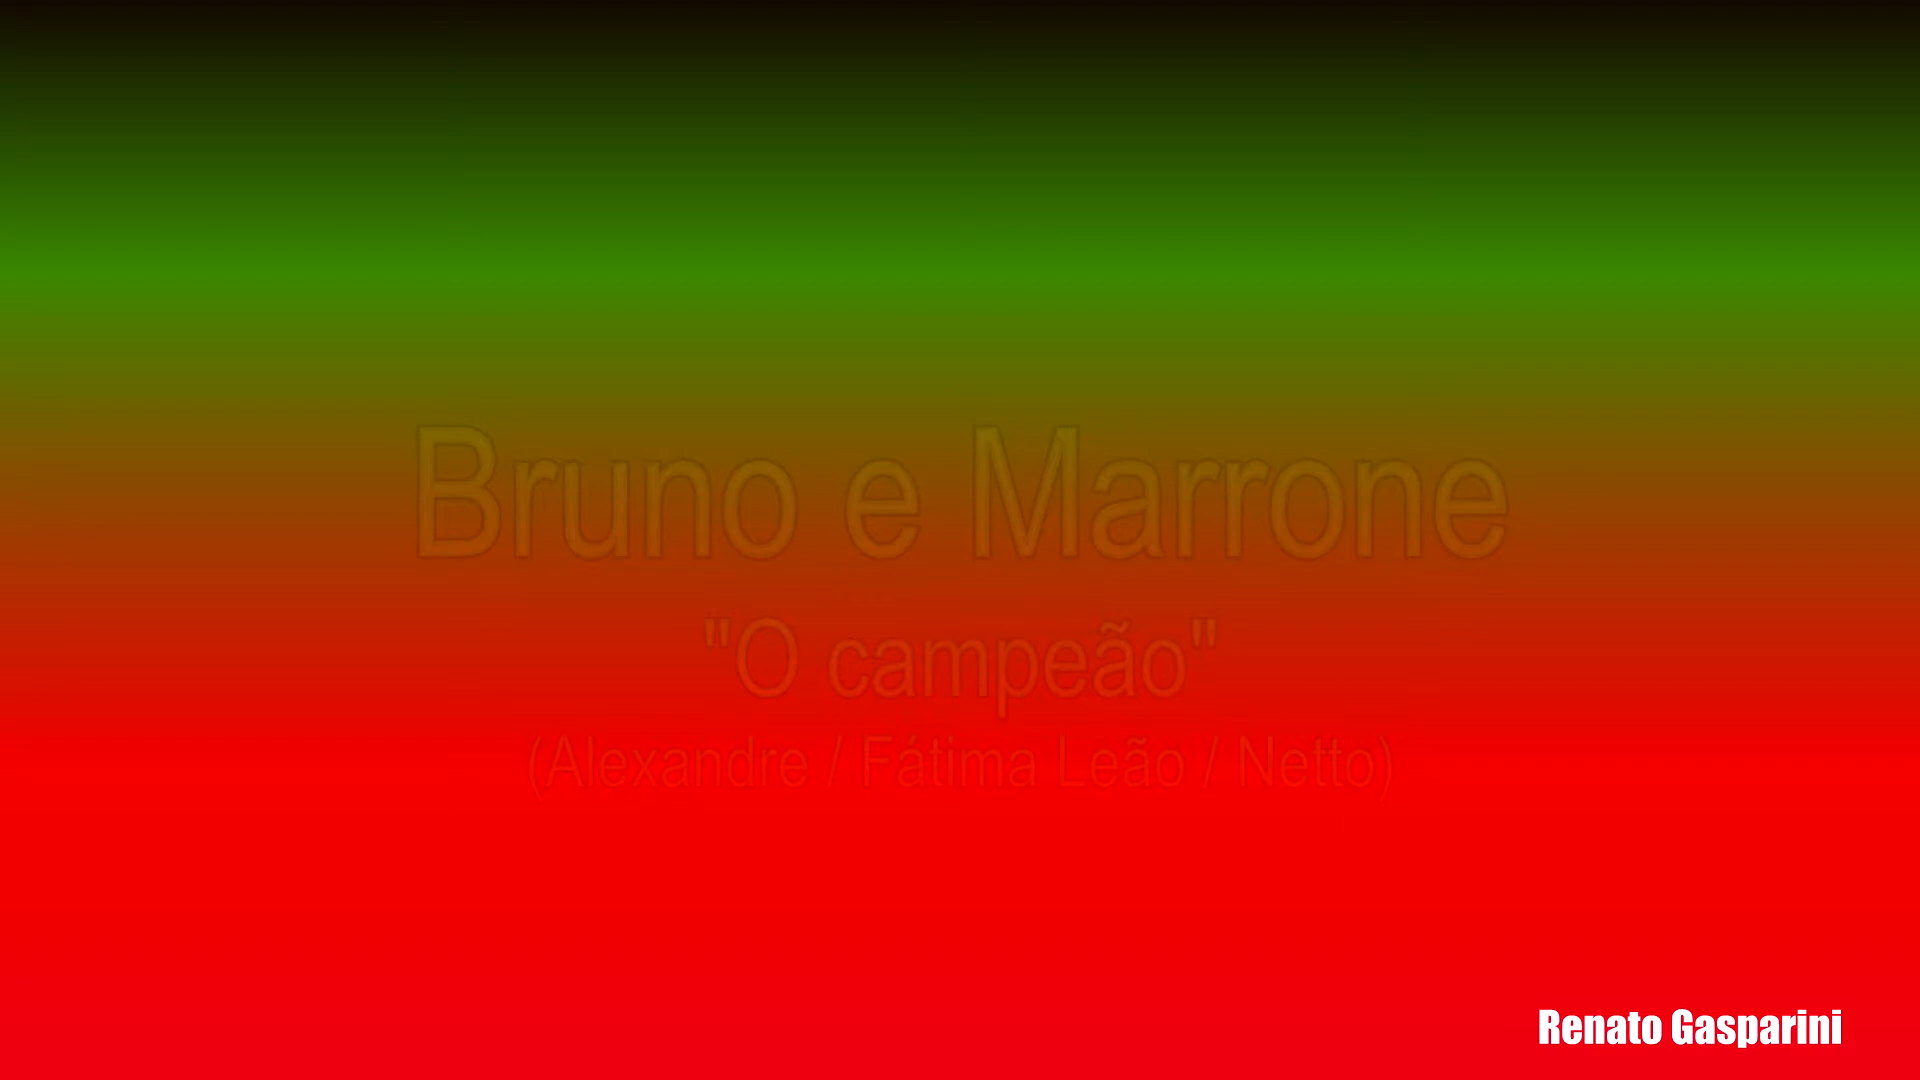 Bruno e Marrone
"O campeão"
(Alexandre / Fátima Leão / Netto)
Renato Gasparini